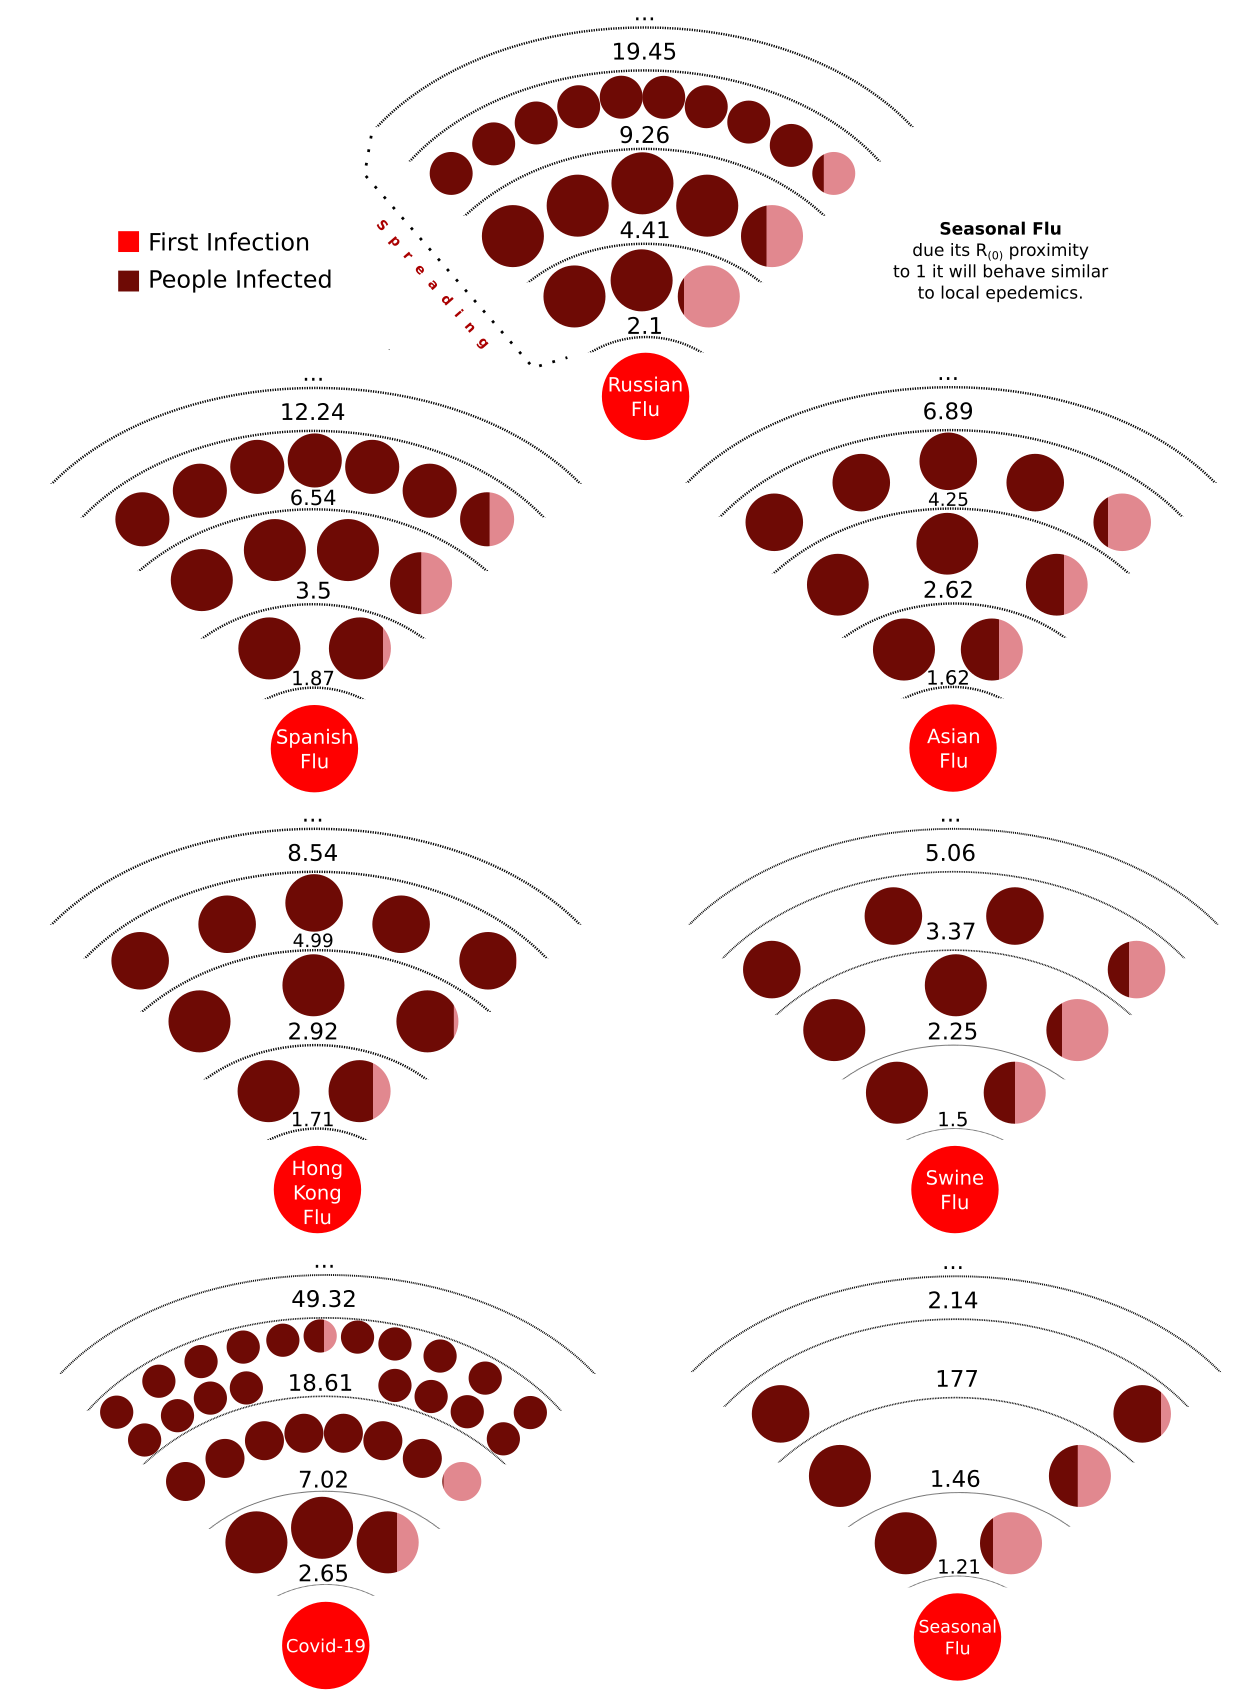 ...
19.45
9.26
4.41
2.1
Russian
Flu
spreading
First Infection
People Infected
Seasonal Flu
due its R(0) proximity
to 1 it will behave similar
to local epedemics.
...
12.24
6.54
3.5
1.87
Spanish
Flu
...
6.89
4.25
2.62
1.62
Asian
Flu
...
8.54
4.99
2.92
1.71
Hong
Kong
Flu
...
5.06
3.37
2.25
1.5
Swine
Flu
...
49.32
18.61
7.02
2.65
Covid-19
...
2.14
177
1.46
1.21
Seasonal
Flu